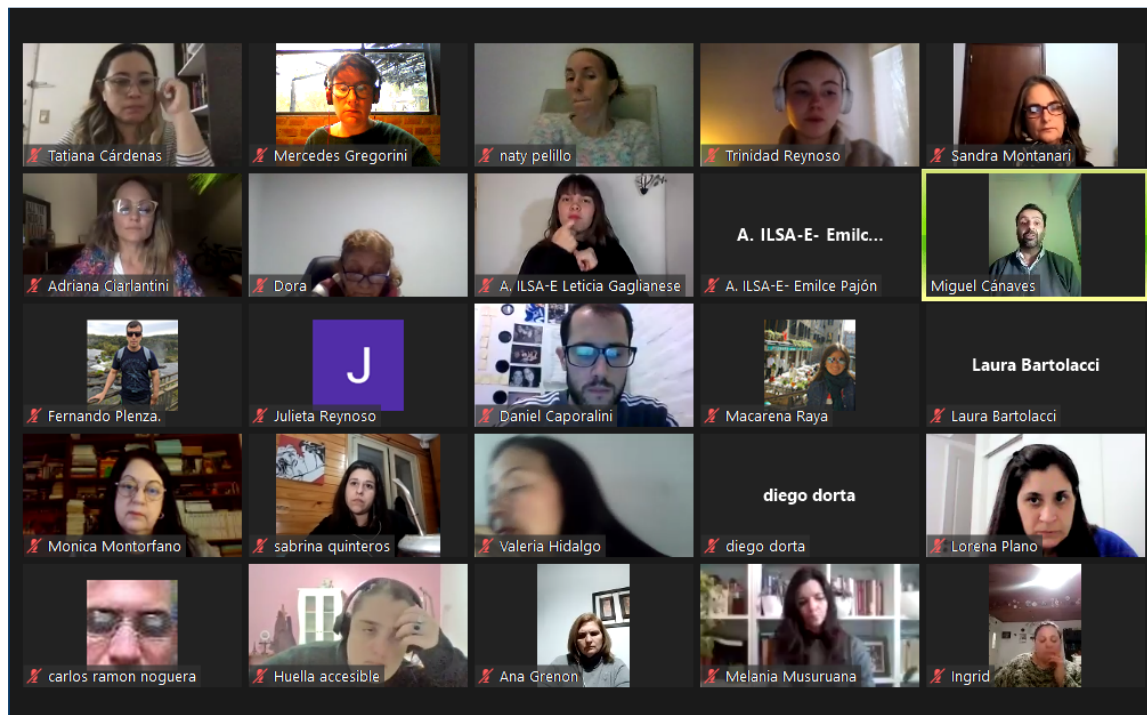 Tatiana Cárdenas
Mercedes Gregorini
naty pelillo
Trinidad Reynoso
Sandra Montanari
Adriana Ciarlantini
Dora
A. ILSA-E Leticia Gaglianese
A. ILSA-E- Emilc...
A. ILSA-E- Emilce Pajón
Miguel Cánaves
Fernando Plenza.
J
Julieta Reynoso
Daniel Caporalini
Macarena Raya
Laura Bartolacci
Laura Bartolacci
Monica Montorfano
sabrina quinteros
Valeria Hidalgo
diego dorta
diego dorta
Lorena Plano
carlos ramon noguera
Huella accesible
Ana Grenon
Melania Musuruana
Ingrid